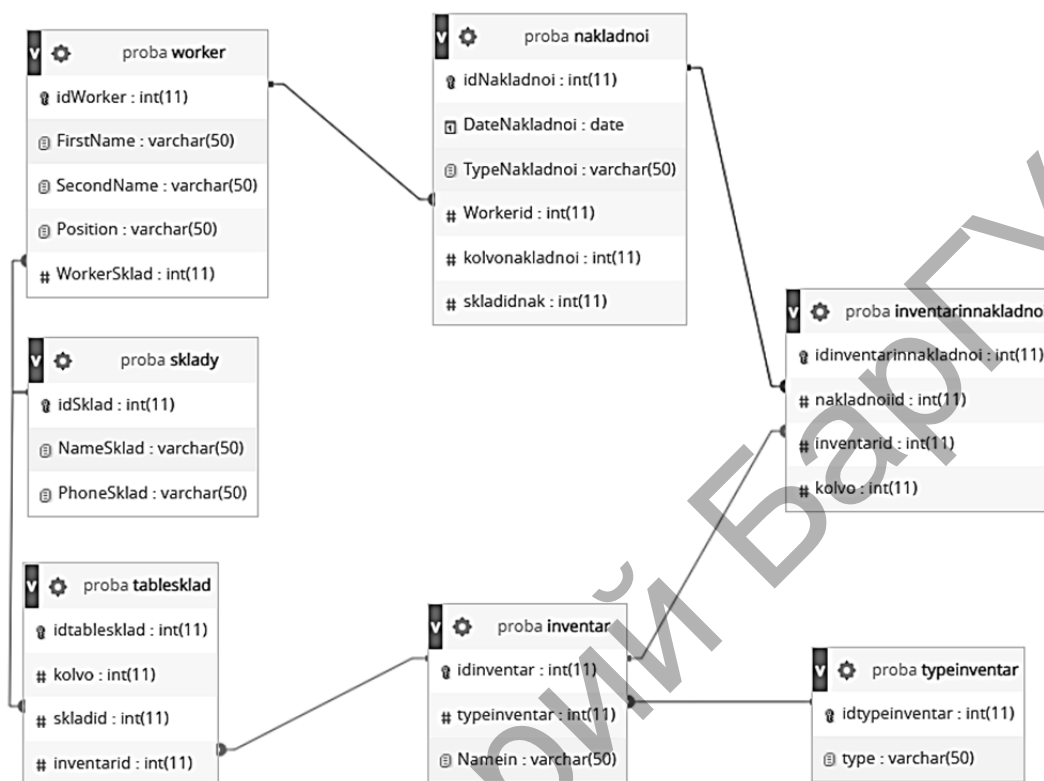 proba worker
idWorker : int(11)
FirstName : varchar(50)
SecondName : varchar(50)
Position : varchar(50)
WorkerSklad : int(11)
proba nakladnoi
idNakladnoi : int(11)
DateNakladnoi : date
TypeNakladnoi : varchar(50)
Workerid : int(11)
kolvonakladnoi : int(11)
skladidnak : int(11)
proba sklady
idSklad : int(11)
NameSklad : varchar(50)
PhoneSklad : varchar(50)
proba inventarinnakladnoi
idinventarinnakladnoi : int(11)
nakladnoiid : int(11)
inventarid : int(11)
kolvo : int(11)
proba tablesklad
idtablesklad : int(11)
kolvo : int(11)
skladid : int(11)
inventarid : int(11)
proba inventar
idinventar : int(11)
typeinventar : int(11)
Namein : varchar(50)
proba typeinventar
idtypeinventar : int(11)
type : varchar(50)
рий БарГУ